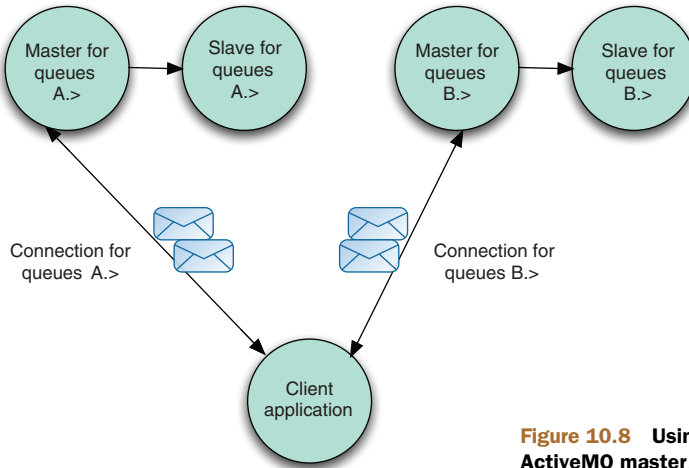 Master for
queues
A.>
Slave for
queues
A.>
Master for
queues
B.>
Slave for
queues
B.>
Connection for
queues A.>
Connection for
queues B.>
Client
application
Figure 10.8
ActiveMQ master